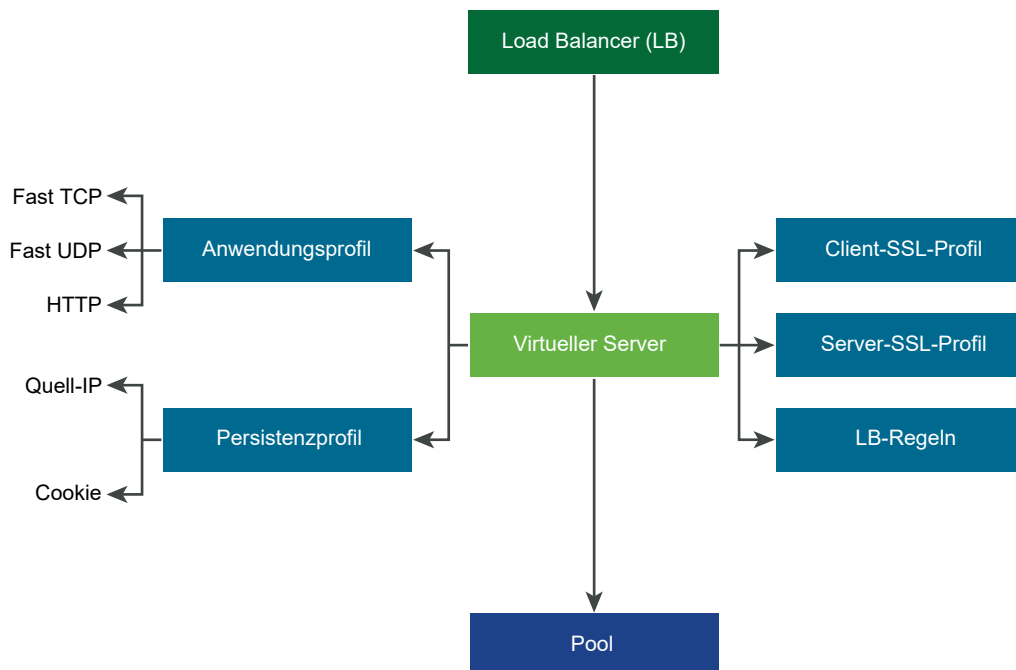 Load Balancer (LB)
Fast TCP
Fast UDP
HTTP
Anwendungsprofil
Client-SSL-Profil
Virtueller Server
Server-SSL-Profil
Quell-IP
Persistenzprofil
Cookie
LB-Regeln
Pool